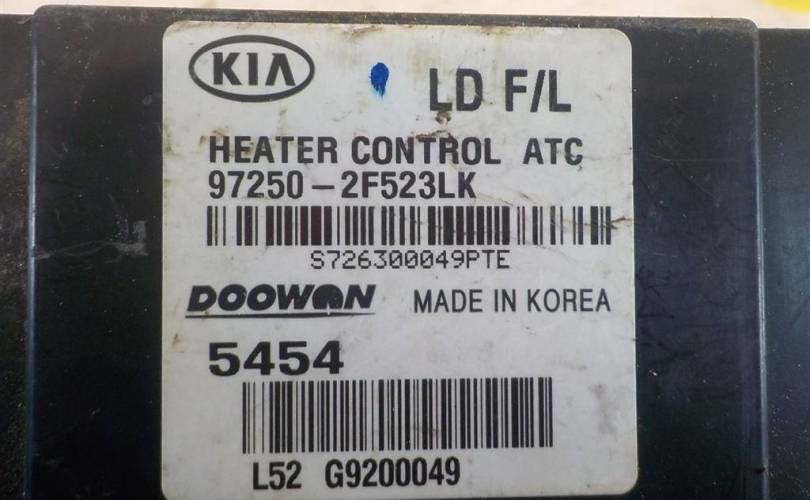 KIA LD F/L
HEATER CONTROL ATC
97250-2F523LK
S726300049PTE
DOOWON MADE IN KOREA
5454
L52 G9200049